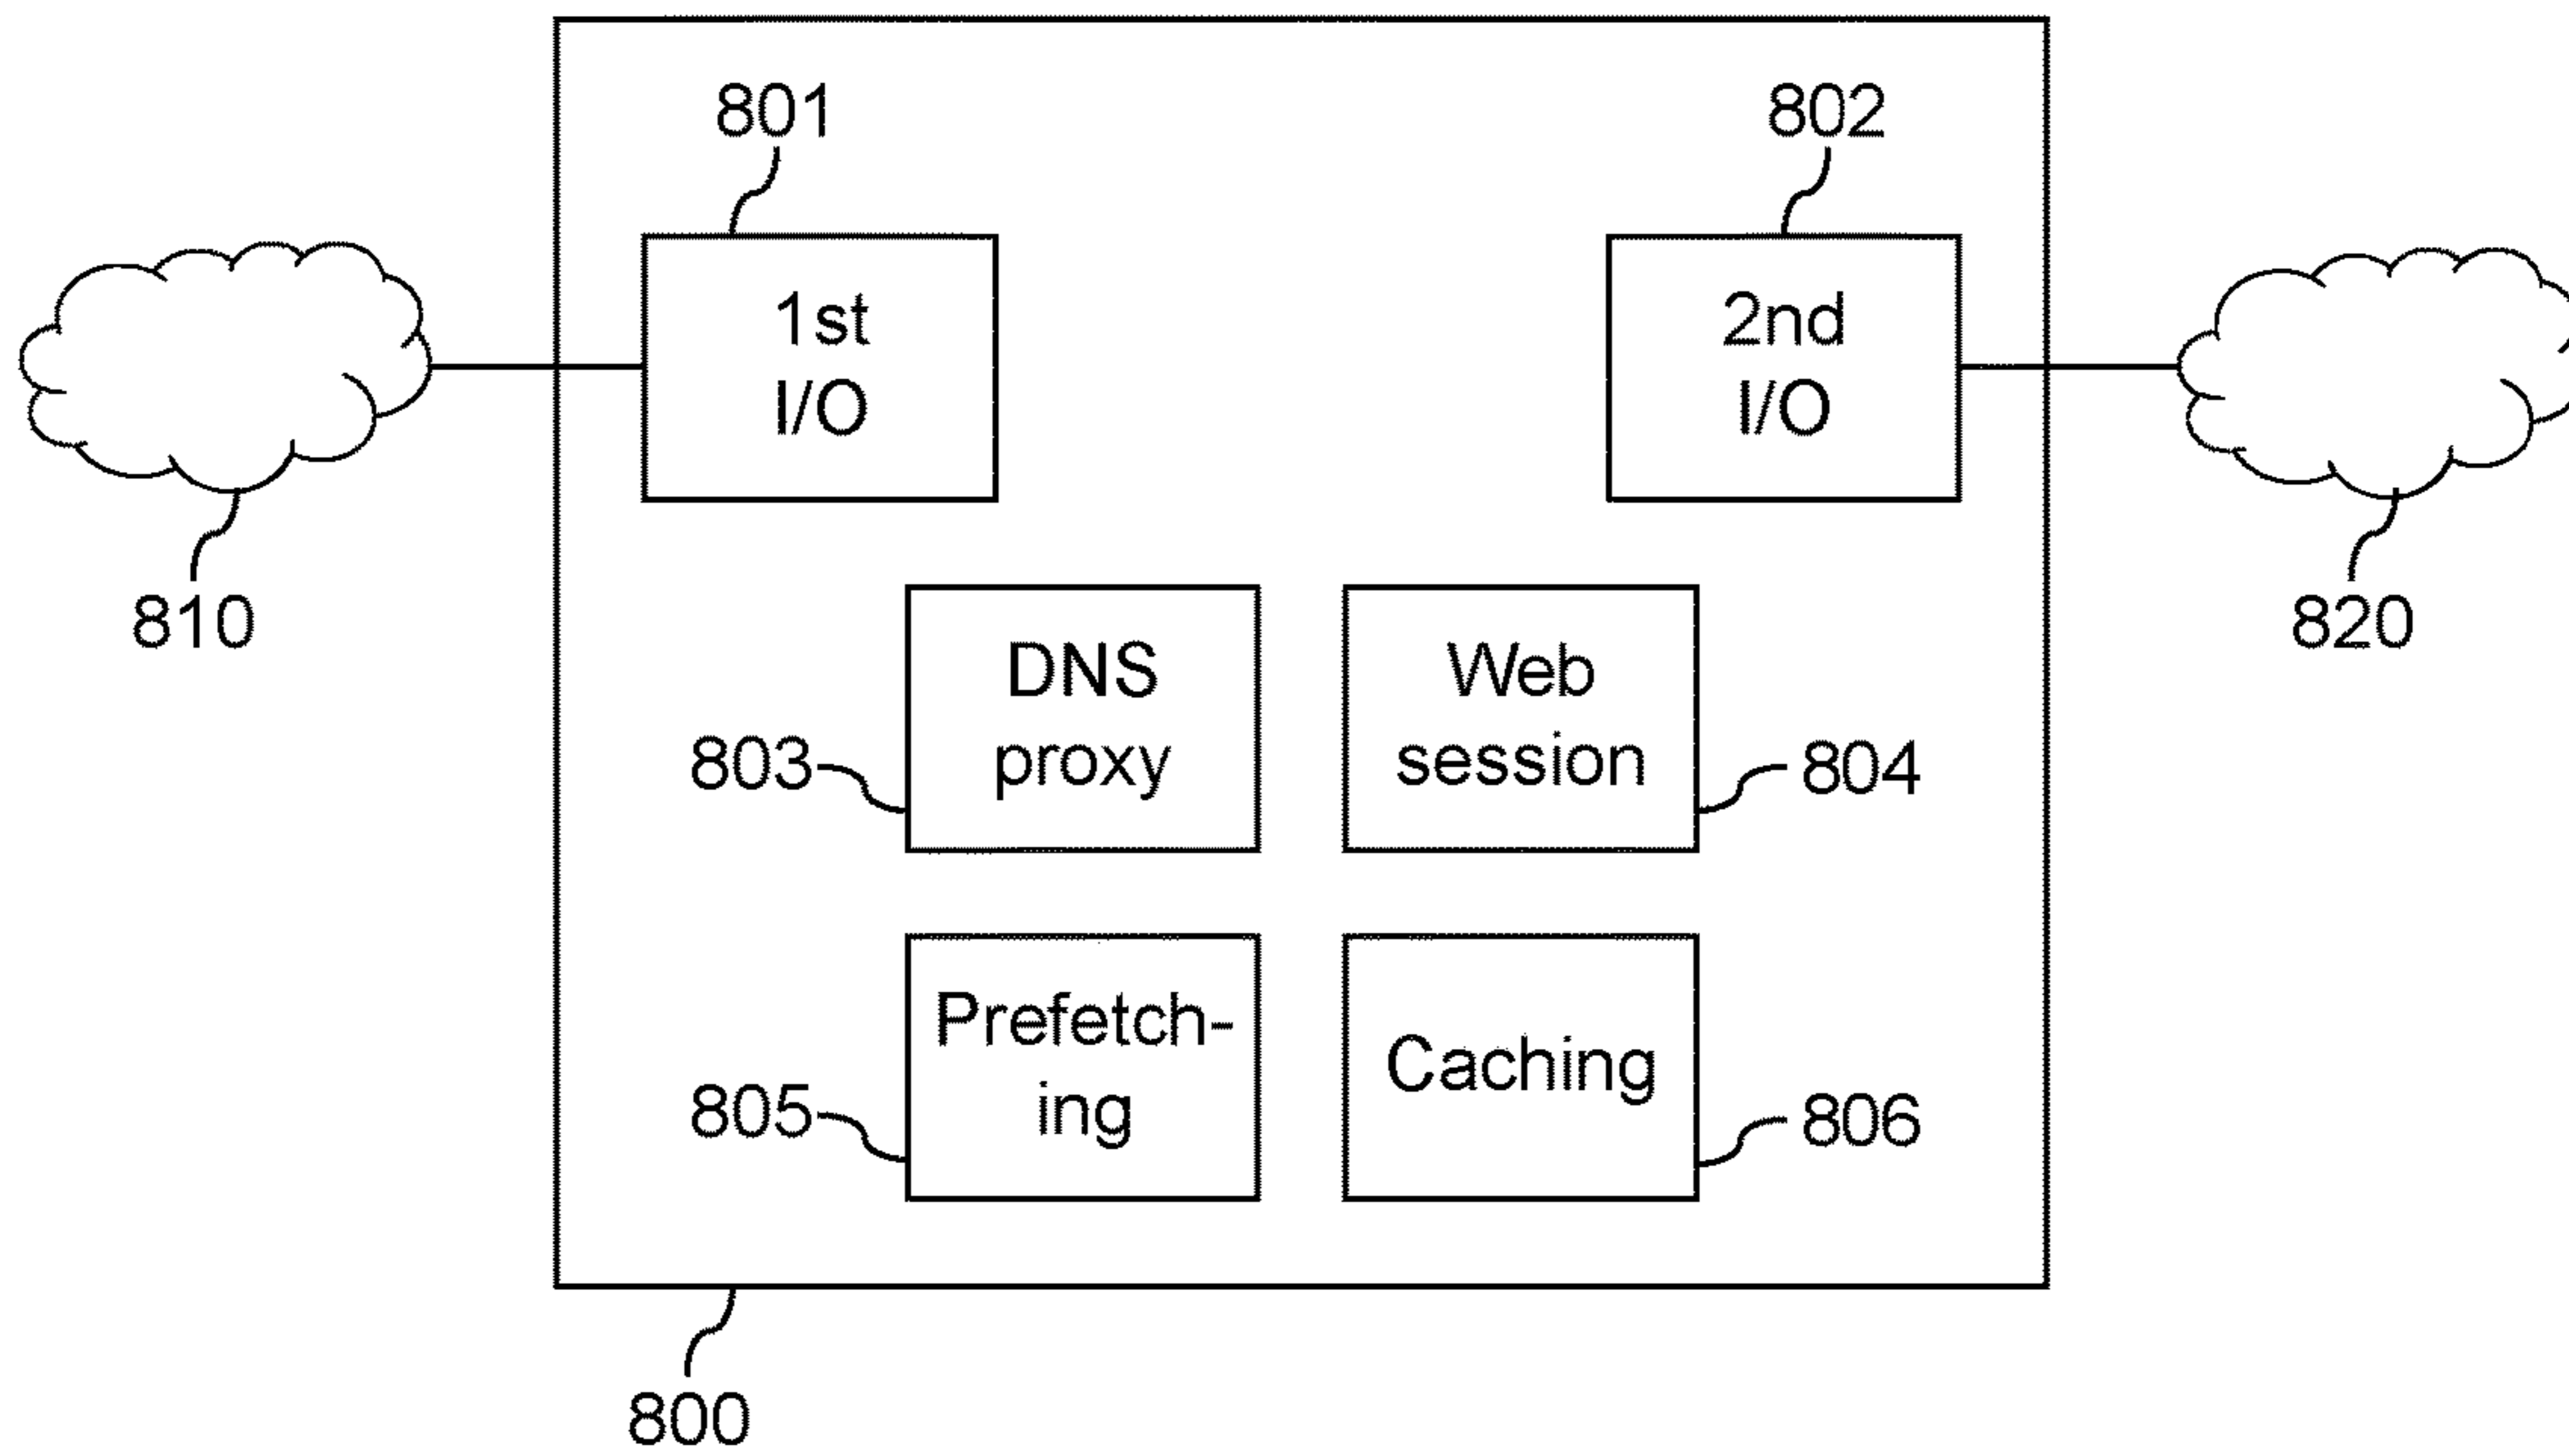 801
802
1st
I/O
2nd
I/O
810
820
DNS
proxy
803
Web
session
804
Prefetch-
ing
805
Caching
806
800